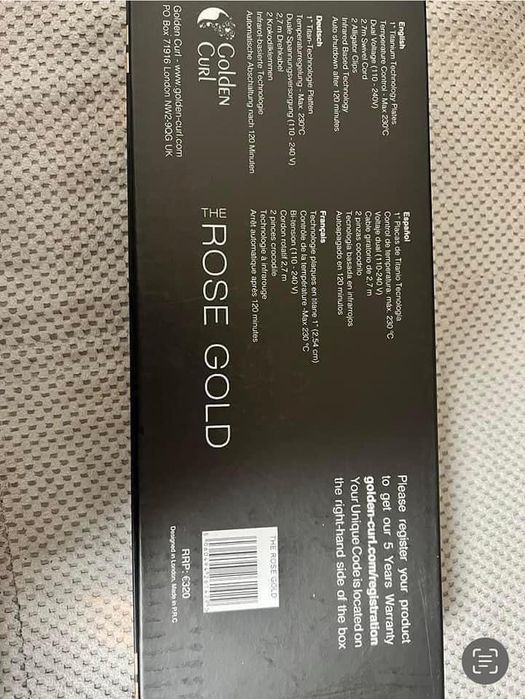 English
1" Titanium Technology Plates
Temperature Control - Max 230°C
Dual Voltage (110 - 240V)
2.7m Swivel Cord
2 Alligator Clips
Infrared Based Technology
Auto shutdown after 120 minutes
Deutsch
1" Titan-Technologie Platten
Temperaturregelung - Max. 230°C
Duale Spannungsversorgung (110 - 240 V)
2.7 m Drehkabel
2 Krokodilklemmen
Infrarot-basierte Technologie
Automatische Abschaltung nach 120 Minuten
Golden
Curl
Golden Curl - www.golden-curl.com
PO Box 71916 London NW2-9QG UK
Español
1" Placas de Titanio Tecnología
Control de temperatura máx. 230 °C
Voltaje dual (110-240 V)
Cable giratorio de 2.7 m
2 pinzas cocodrilo
Tecnología basada en infrarrojos
Autoapagado en 120 minutos
Français
Technologie plaques en titane 1" (2,54 cm)
Contrôle de la température -Max 230 °C
Bi-tension (110 - 240 V)
Cordon rotatif 2,7 m
2 pinces crocodile
Technologie à infrarouge
Arrêt automatique après 120 minutes
THE ROSE GOLD
Please register your product
to get our 5 Years Warranty
golden-curl.com/registration
Your Unique Code is located on
the right-hand side of the box
THE ROSE GOLD
RRP: €320
Designed in London, Made in P.R.C